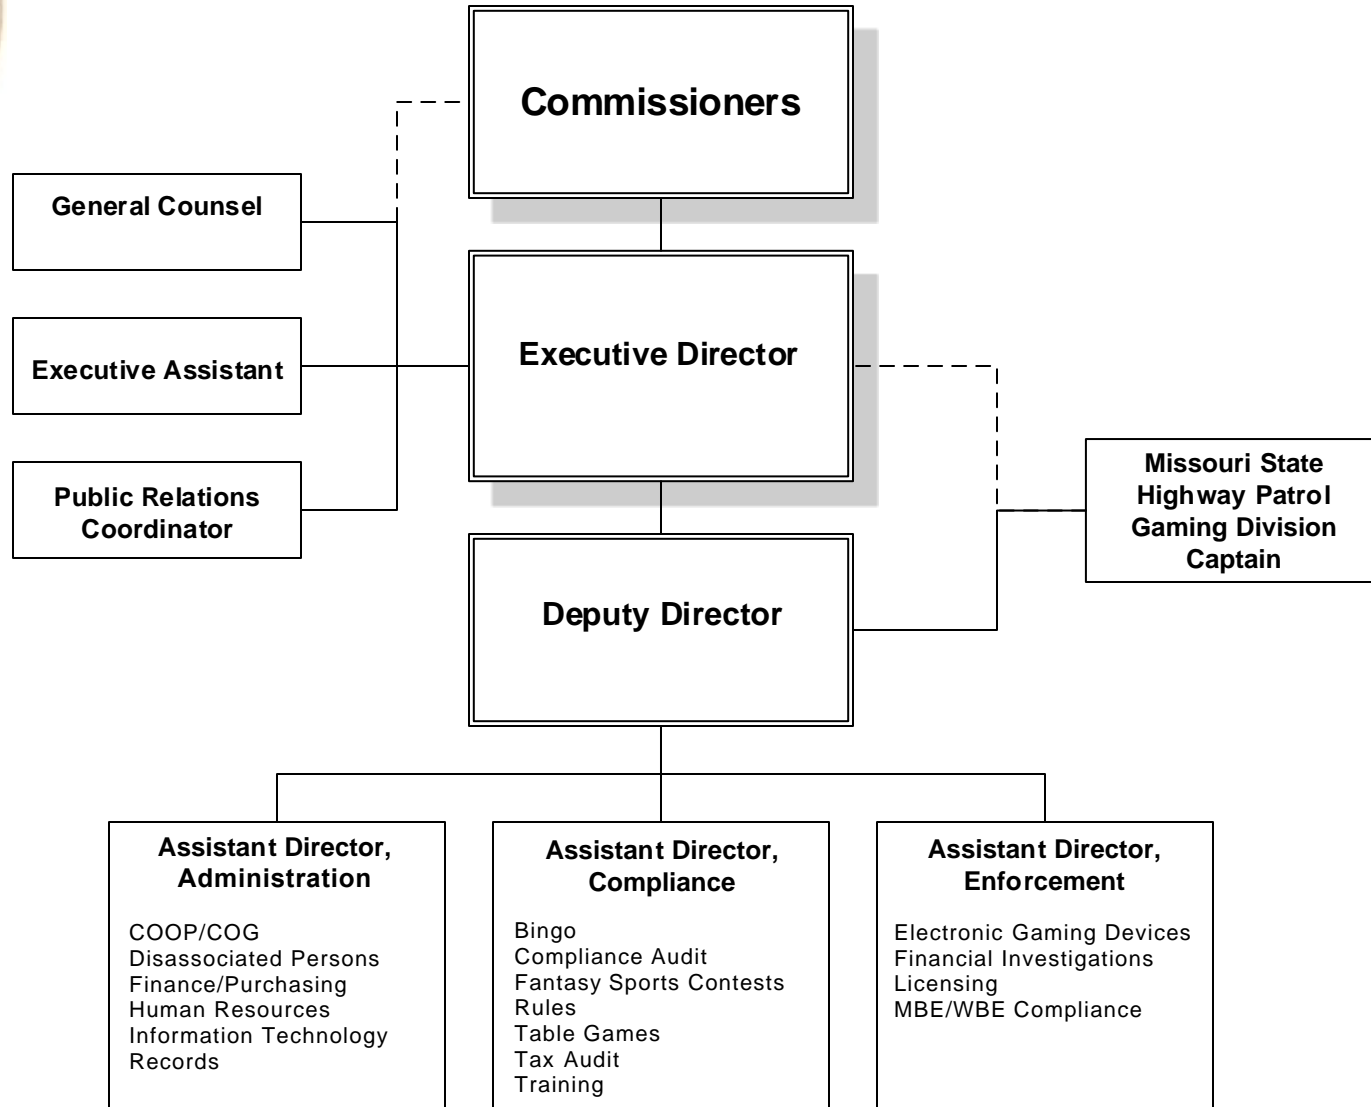 Commissioners
General Counsel
Executive Director
Executive Assistant
Public Relations
Coordinator
Missouri State
Highway Patrol
Gaming Division
Captain
Deputy Director
Assistant Director,
Administration
COOP/COG
Disassociated Persons
Finance/Purchasing
Human Resources
Information Technology
Records
Assistant Director,
Compliance
Bingo
Compliance Audit
Fantasy Sports Contests
Rules
Table Games
Tax Audit
Training
Assistant Director,
Enforcement
Electronic Gaming Devices
Financial Investigations
Licensing
MBE/WBE Compliance